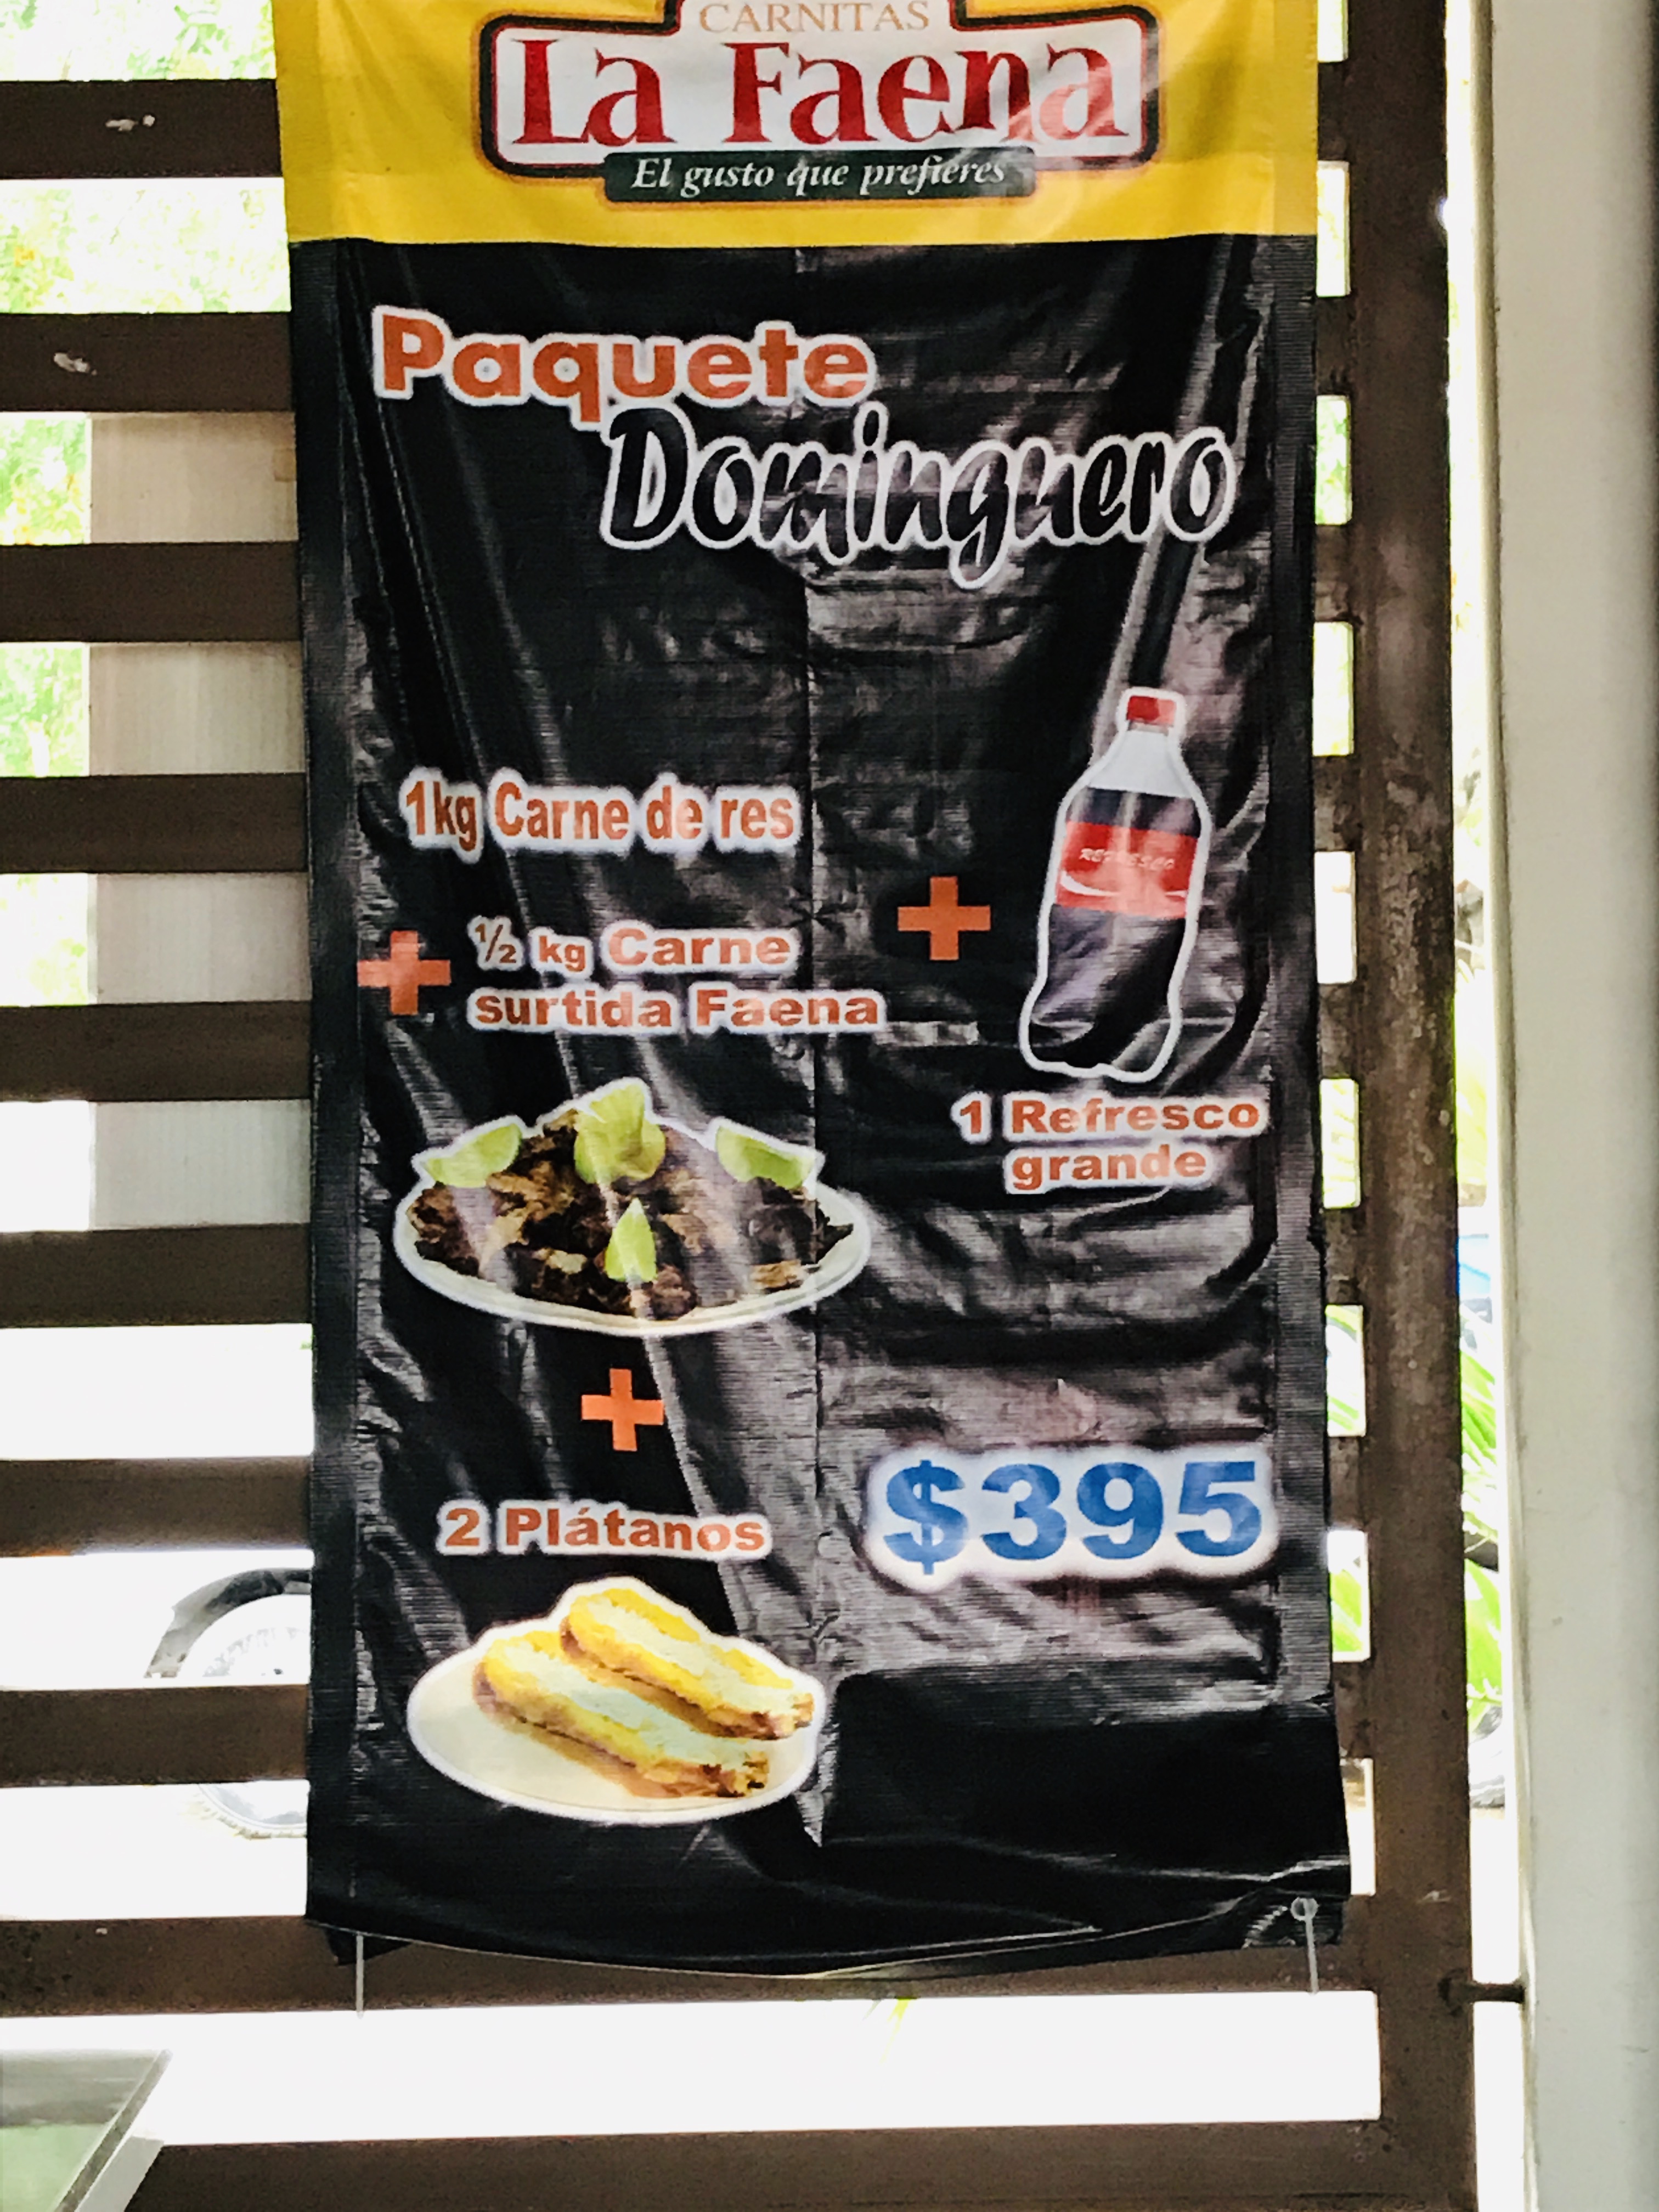 CARNITAS
La Faena
El gusto que prefieres
Paquete
Dominguero
1kg Carne de res
+ ½ kg Carne
surtida Faena
+
REFRESCO
1 Refresco
grande
+
2 Plátanos
$395